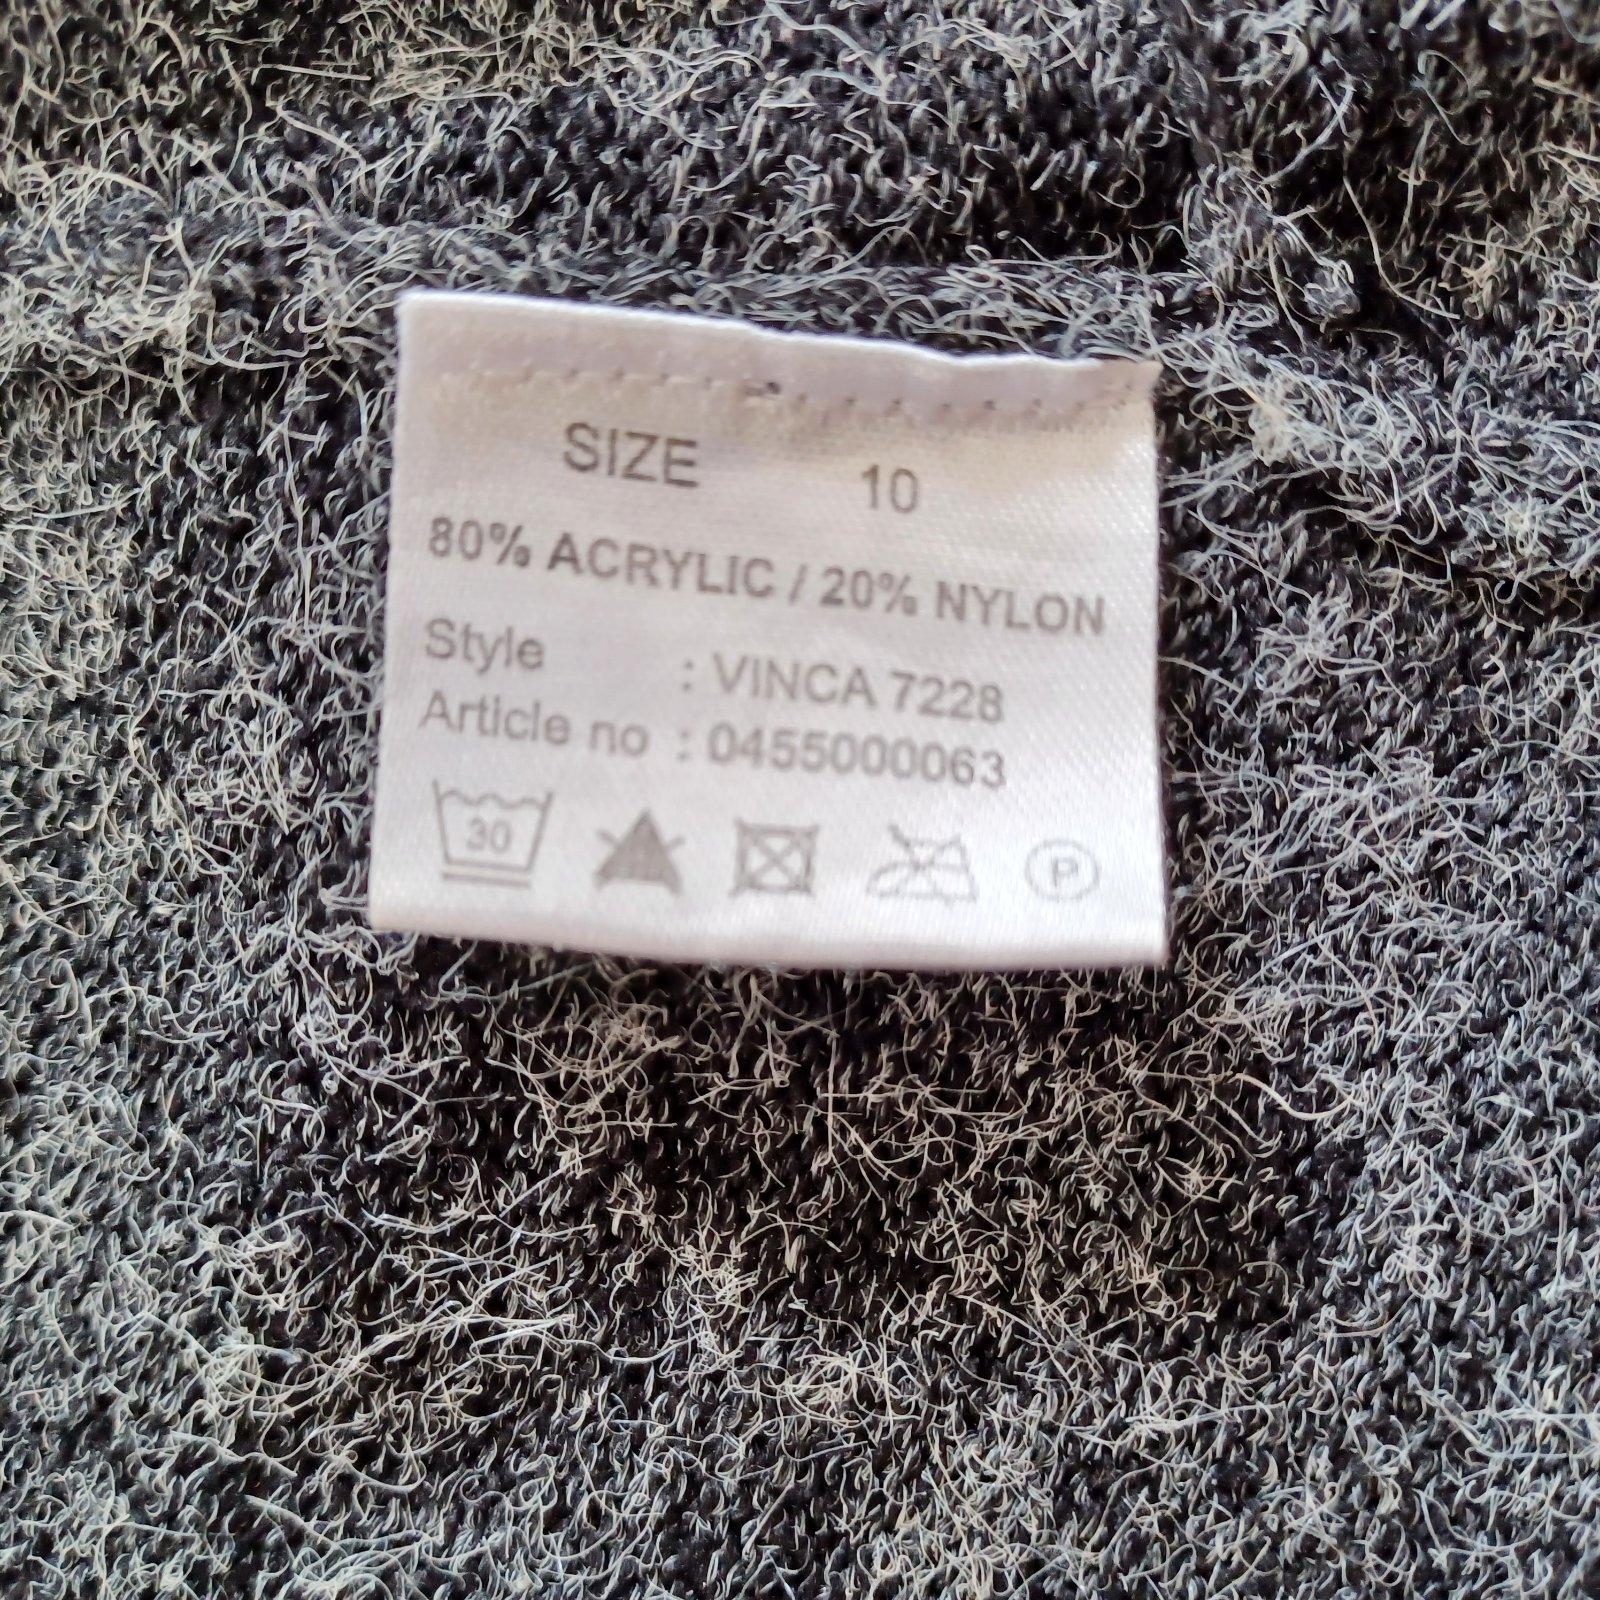 SIZE 10
80% ACRYLIC / 20% NYLON
Style : VINCA 7228
Article no : 0455000063
30 P